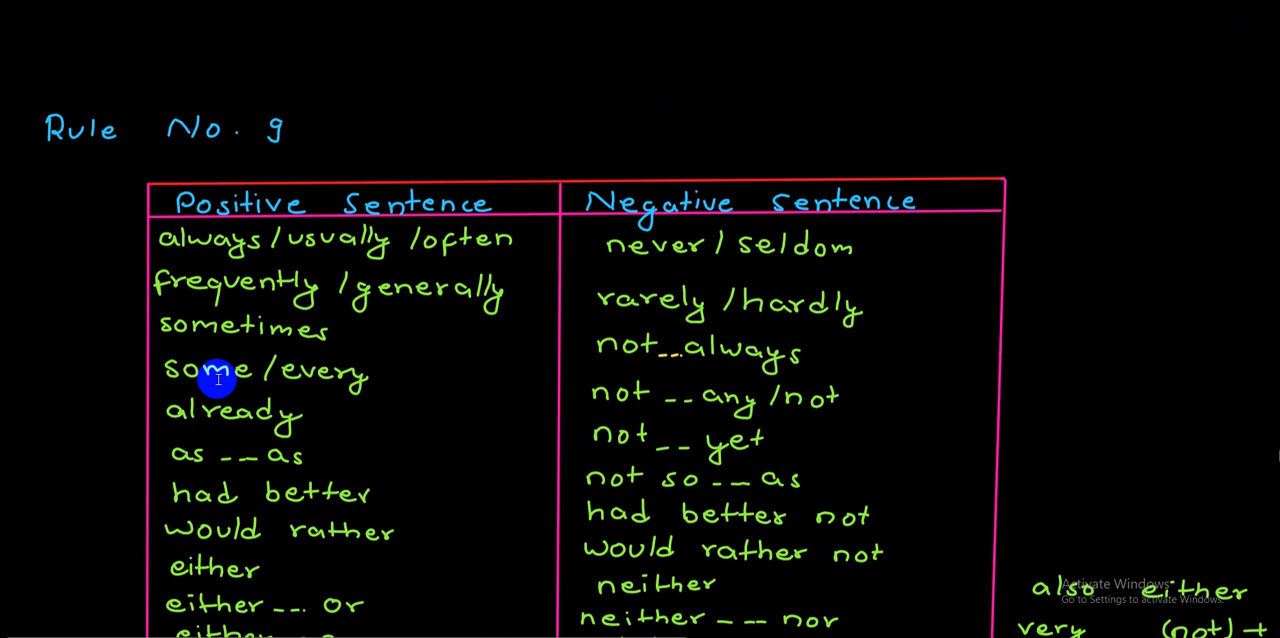 Rule No. 9
Positive Sentence Negative Sentence
always/usually/often never/seldom
frequently/generally rarely/hardly
sometimes not--always
some/every not--any/not
already not--yet
as--as not so--as
had better had better not
would rather would rather not
either neither
either--- or neither--- nor
also either
Activate Windows
Go to Settings to activate Windows.
very (not)